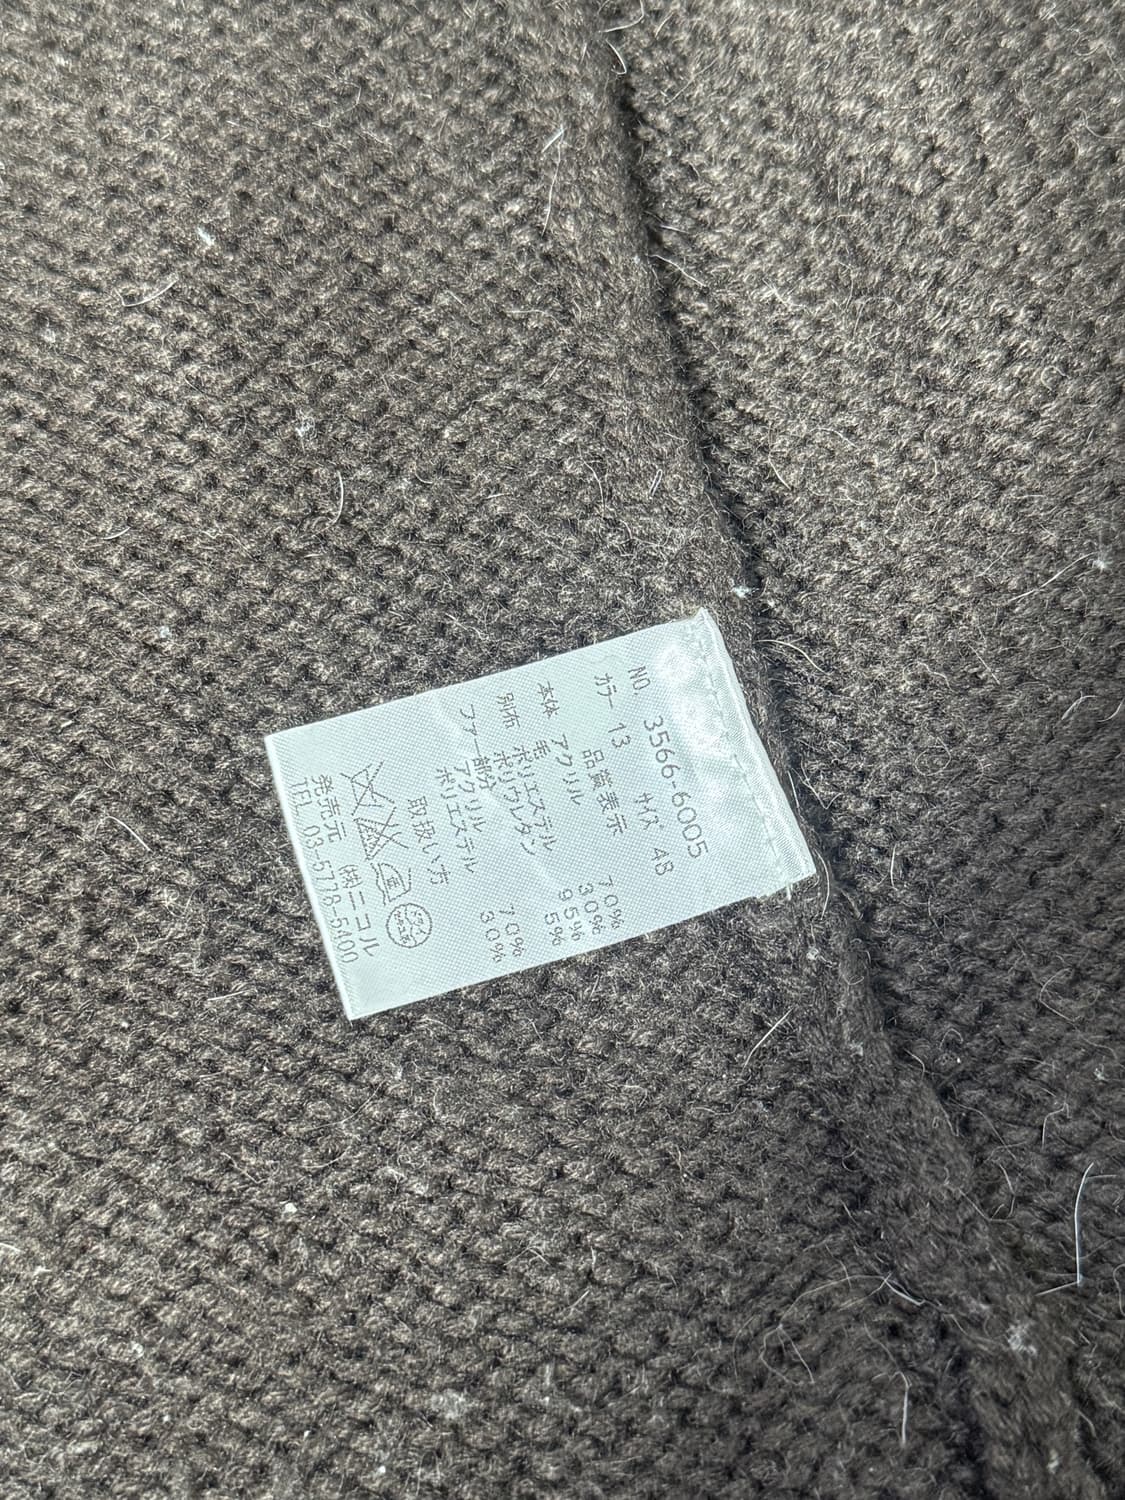 NO. 3566-6005
カラー 13 サイズ 48
品質表示
本体 アクリル 70%
毛 30%
別布 ポリエステル 95%
ポリウレタン 5%
ファー部分
アクリル 70%
ポリエステル 30%
取扱い方
発売元 (株)ニコル
TEL 03-5778-5400